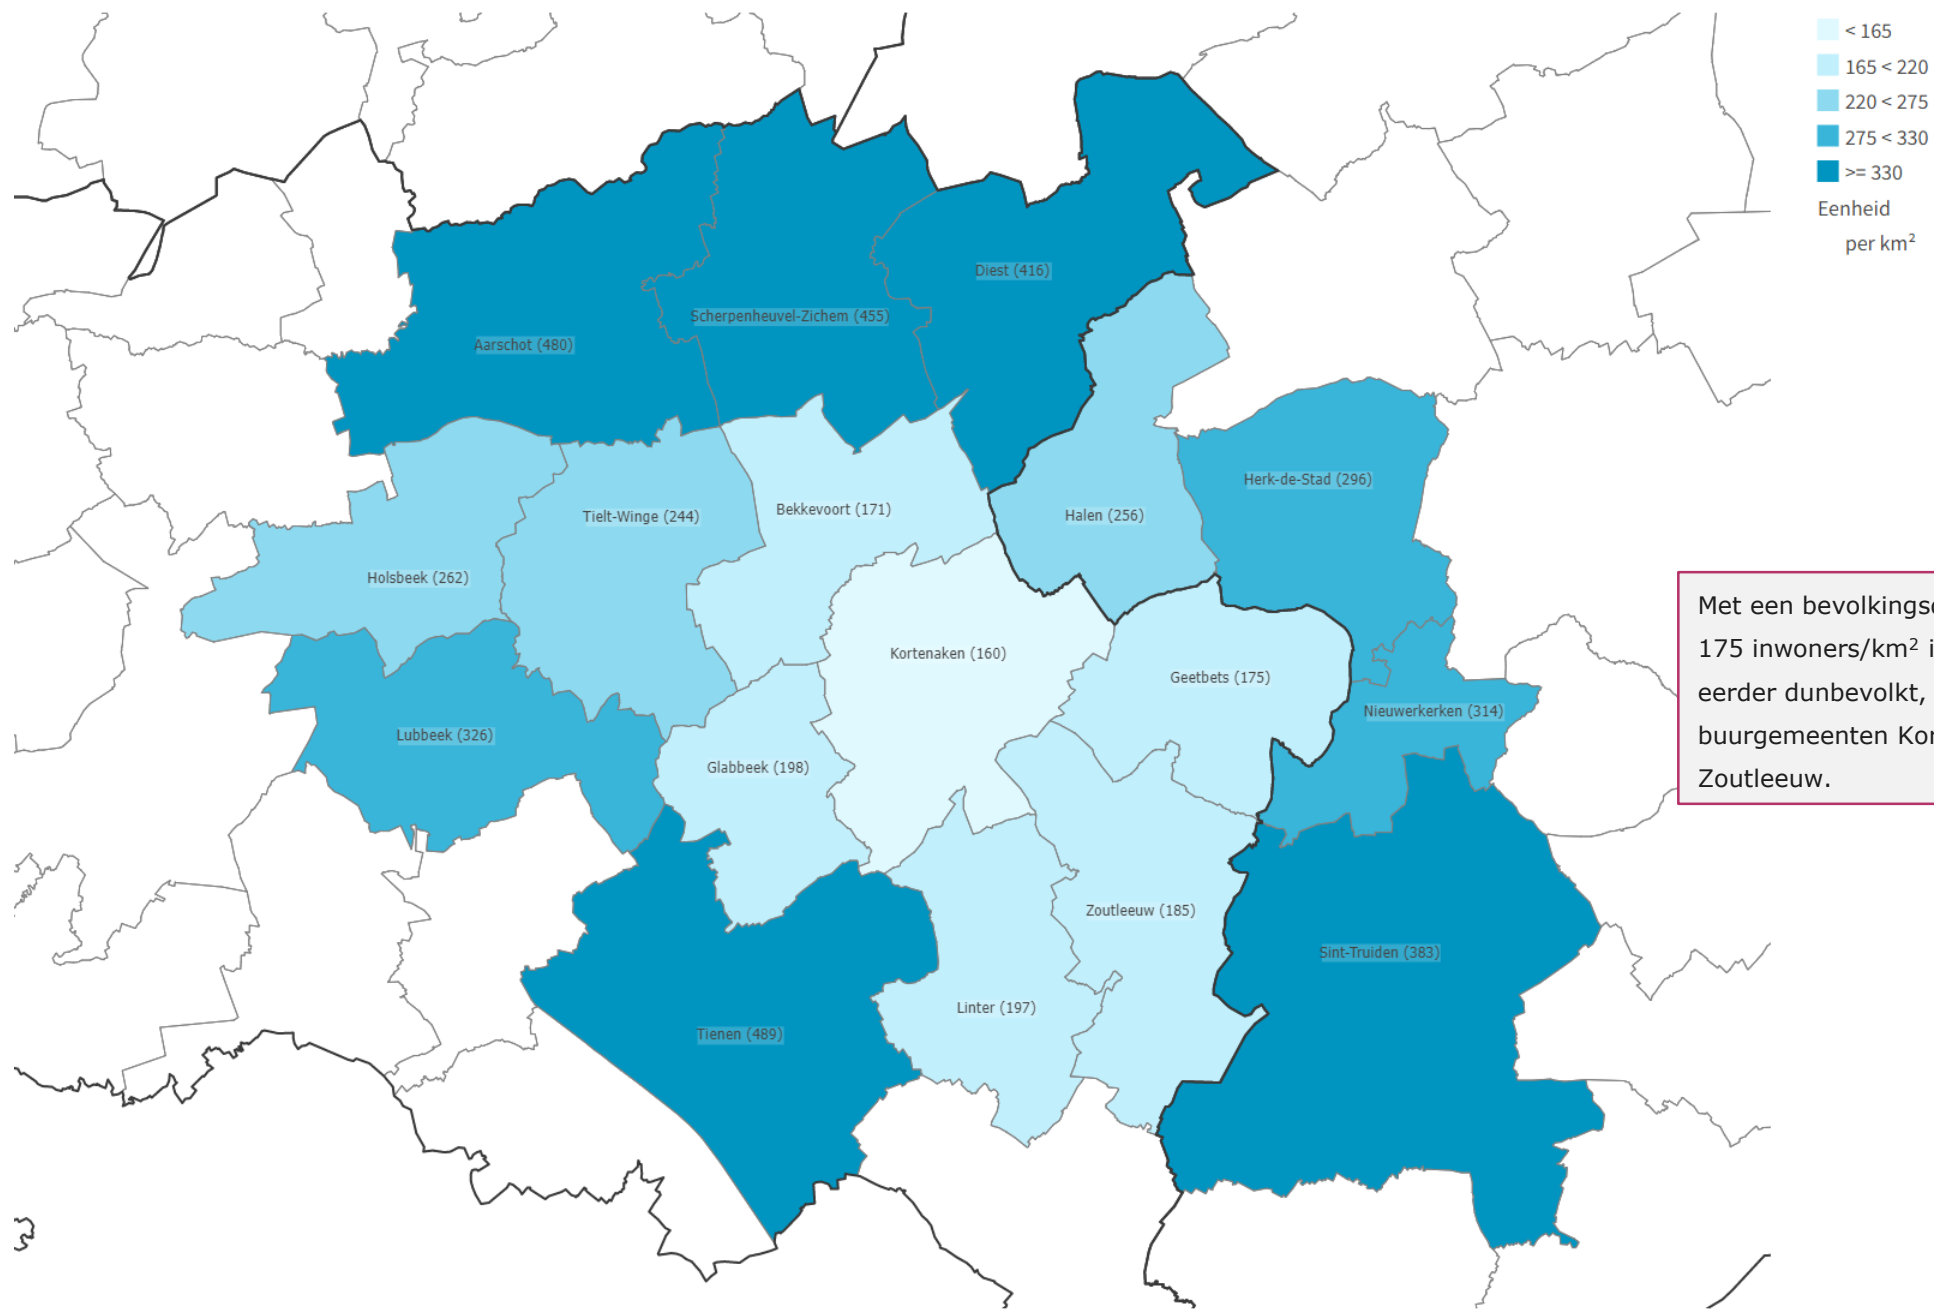 < 165
165 < 220
220 < 275
275 < 330
>= 330
Eenheid
per km²
Diest (416)
Scherpenheuvel-Zichem (455)
Aarschot (480)
Herk-de-Stad (296)
Bekkevoort (171)
Halen (256)
Tielt-Winge (244)
Holsbeek (262)
Kortenaken (160)
Geetbets (175)
Nieuwerkerken (314)
Lubbeek (326)
Glabbeek (198)
Zoutleeuw (185)
Sint-Truiden (383)
Linter (197)
Tienen (489)
Met een
175 inwoners/km²
eerder dunbevolkt,
buurgemeenten
Zoutleeuw.